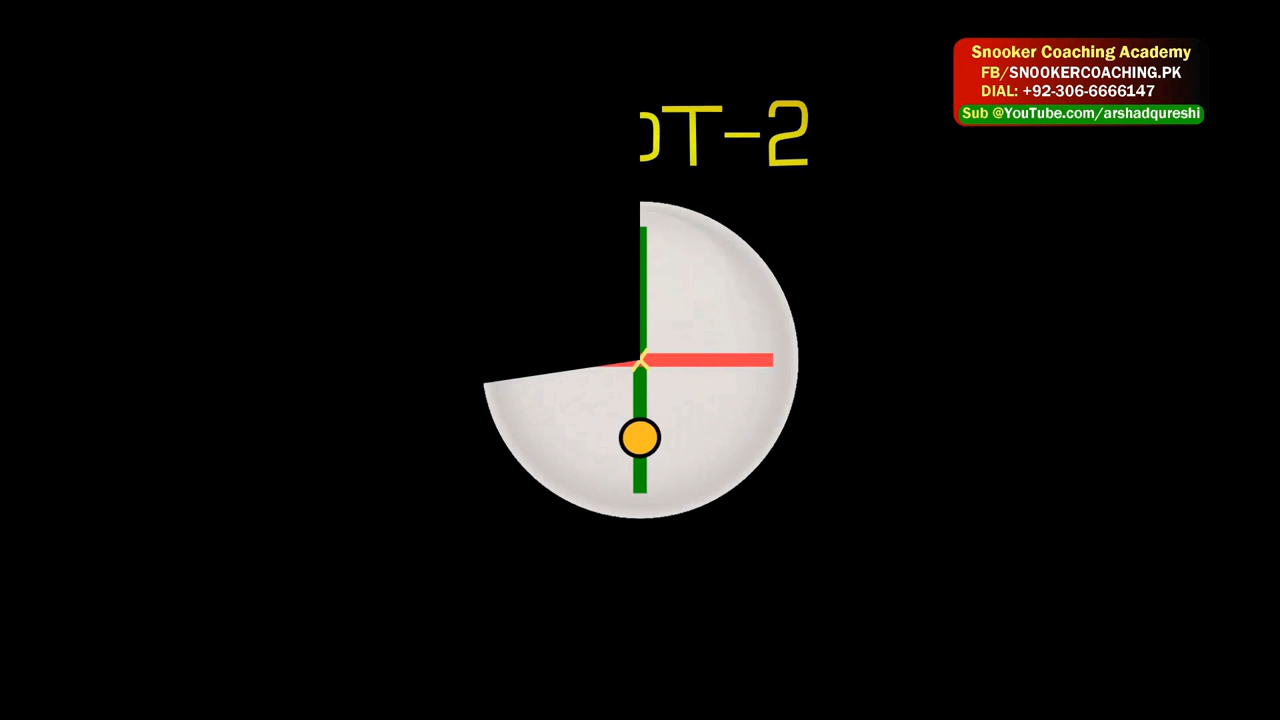 T-2
Snooker Coaching Academy
FB/SNOOKERCOACHING.PK
DIAL: +92-306-6666147
Sub @YouTube.com/arshadqureshi